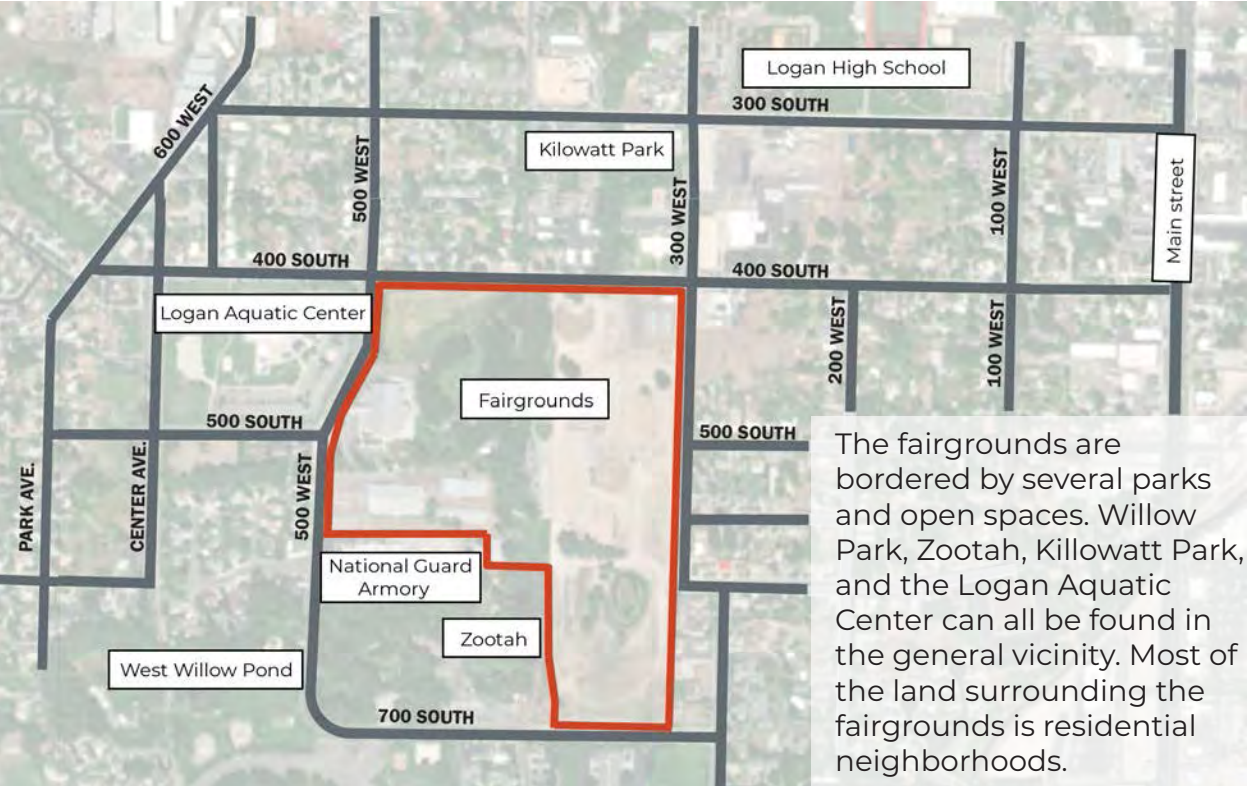 Logan High School
300 SOUTH
600 WEST
Kilowatt Park
500 WEST
300 WEST
100 WEST
Main street
400 SOUTH
400 SOUTH
Logan Aquatic Center
200 WEST
100 WEST
Fairgrounds
500 SOUTH
500 SOUTH
PARK AVE.
CENTER AVE.
500 WEST
National Guard
Armory
Zootah
West Willow Pond
700 SOUTH
The fairgrounds are
bordered by several parks
and open spaces. Willow
Park, Zootah, Killowatt Park,
and the Logan Aquatic
Center can all be found in
the general vicinity. Most of
the land surrounding the
fairgrounds is residential
neighborhoods.